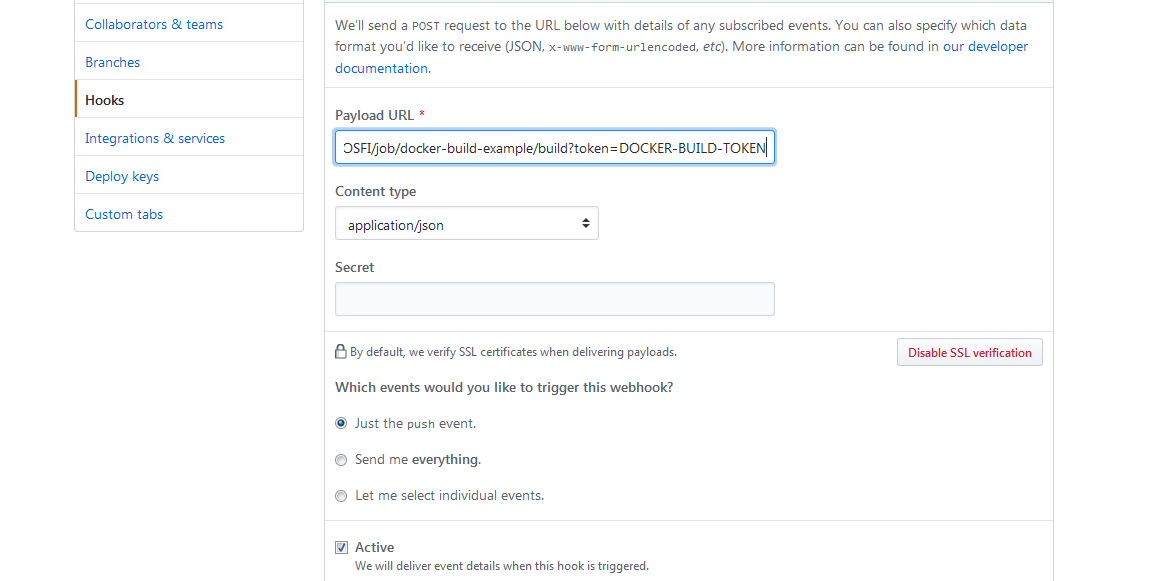 Collaborators & teams
Branches
Hooks
Integrations & services
Deploy keys
Custom tabs
We'll send a POST request to the URL below with details of any subscribed events. You can also specify which data
format you'd like to receive (JSON, x-www-form-urlencoded, etc). More information can be found in our developer
documentation.
Payload URL *
OSFI/job/docker-build-example/build?token=DOCKER-BUILD-TOKEN
Content type
application/json
Secret
By default, we verify SSL certificates when delivering payloads.
Disable SSL verification
Which events would you like to trigger this webhook?
Just the push event.
Send me everything.
Let me select individual events.
Active
We will deliver event details when this hook is triggered.